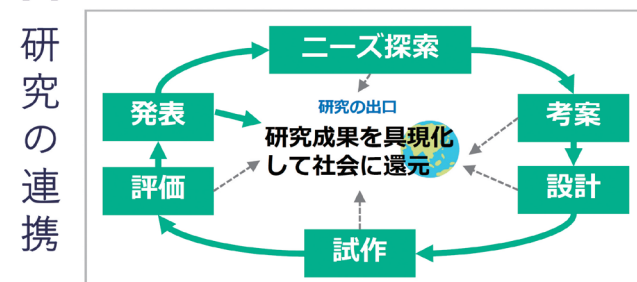 研究の連携
ニーズ探索
発表
研究の出口
考案
研究成果を具現化
して社会に還元
評価
設計
試作